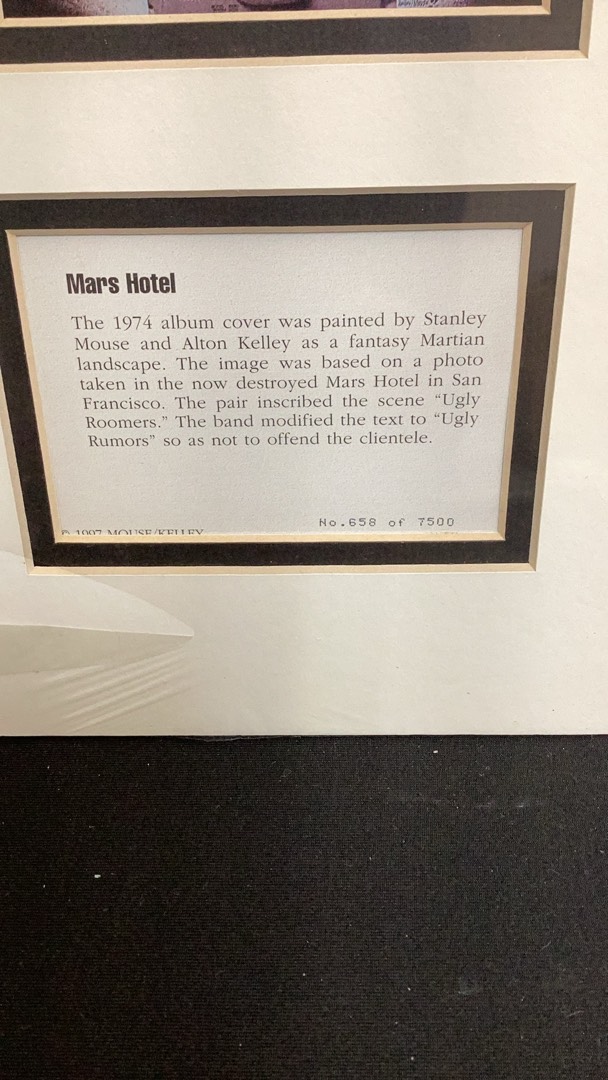 Mars Hotel
The 1974 album cover was painted by Stanley
Mouse and Alton Kelley as a fantasy Martian
landscape. The image was based on a photo
taken in the now destroyed Mars Hotel in San
Francisco. The pair inscribed the scene “Ugly
Roomers.” The band modified the text to “Ugly
Rumors” so as not to offend the clientele.
No.658 of 7500
© 1997 MOUSE/KELLEY